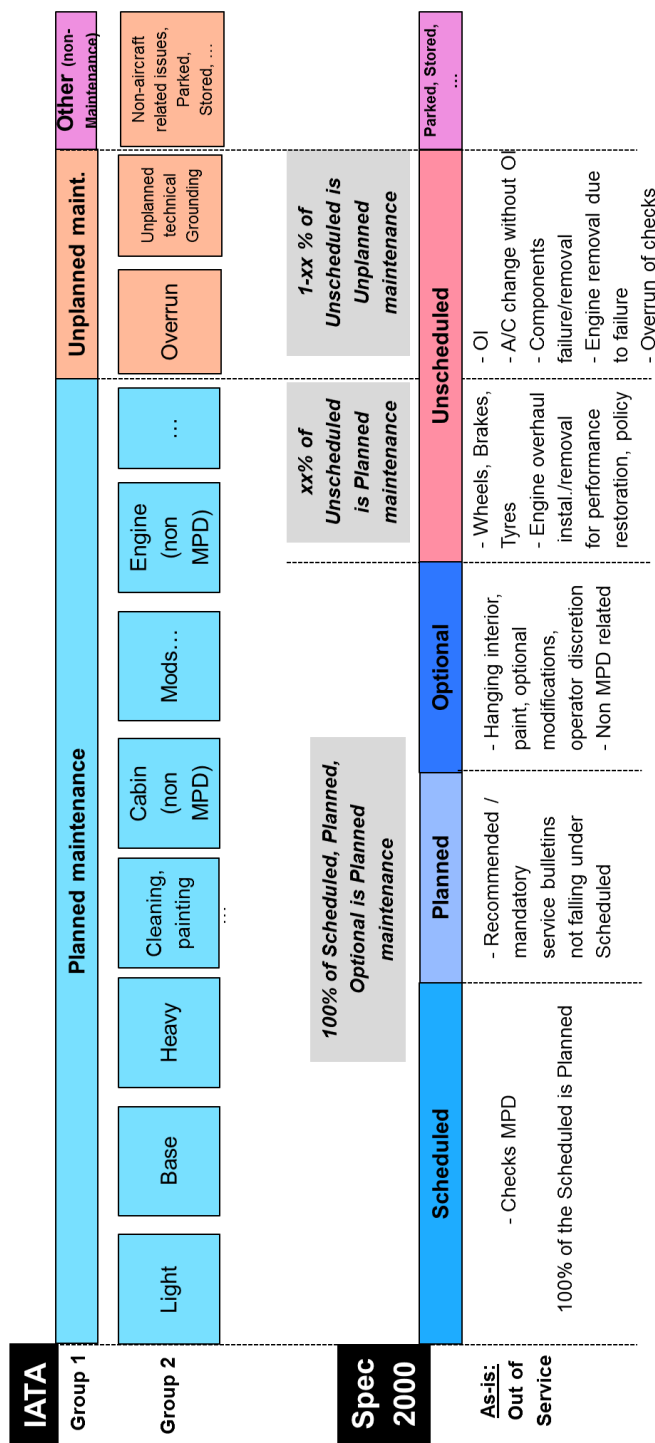 IATA
Group 1
Planned maintenance
Unplanned maint.
Other (non-
Maintenance)
Group 2
Light
Base
Heavy
Cleaning,
painting
…
Cabin
(non
MPD)
Mods…
Engine
(non
MPD)
…
Overrun
Unplanned
technical
Grounding
Non-aircraft
related issues,
Parked,
Stored, …
100% of Scheduled, Planned,
Optional is Planned
maintenance
xx% of
Unscheduled
is Planned
maintenance
1-xx % of
Unscheduled is
Unplanned
maintenance
Spec
2000
Scheduled
Planned
Optional
Unscheduled
Parked, Stored,
…
As-is:
Out of
Service
- Checks MPD
100% of the Scheduled is Planned
- Recommended /
mandatory
service bulletins
not falling under
Scheduled
- Hanging interior,
paint, optional
modifications,
operator discretion
- Non MPD related
- Wheels, Brakes,
Tyres
- Engine overhaul
instal./removal
for performance
restoration, policy
- OI
- A/C change without OI
- Components
failure/removal
- Engine removal due
to failure
- Overrun of checks